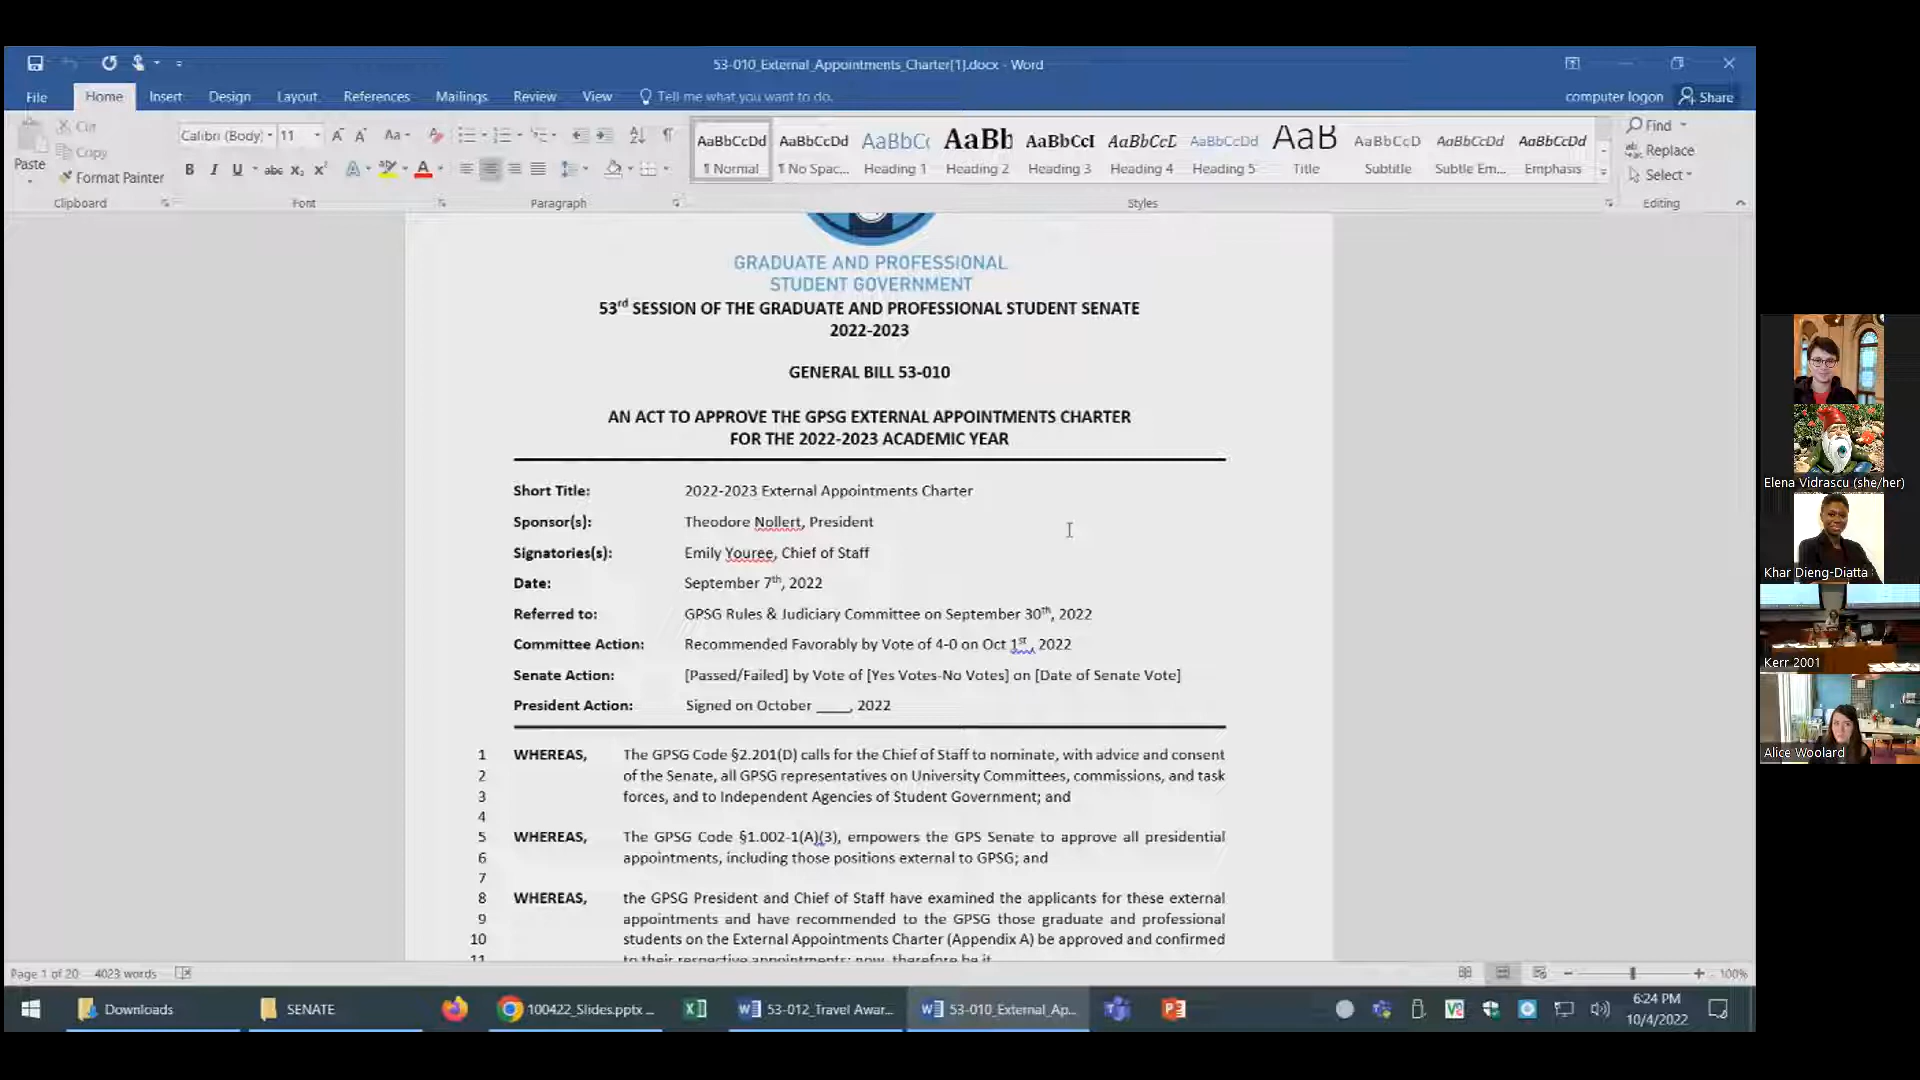 53-010_External_Appointments_Charter[1].docx - Word
File Home Insert Design Layout References Mailings Review View Tell me what you want to do. computer logon Share
Paste Cut Copy Format Painter
Calibri (Body) 11
AaBbCcDd AaBbCcDd AaBbCc AaBb AaBbCcI AaBbCcD AaBbCcDd AaB AaBbCcD AaBbCcDd AaBbCcDd
¶ Normal ¶ No Spac... Heading 1 Heading 2 Heading 3 Heading 4 Heading 5 Title Subtitle Subtle Em... Emphasis
Find
Replace
Select
Clipboard Font Paragraph Styles Editing
GRADUATE AND PROFESSIONAL
STUDENT GOVERNMENT
53rd SESSION OF THE GRADUATE AND PROFESSIONAL STUDENT SENATE
2022-2023
GENERAL BILL 53-010
AN ACT TO APPROVE THE GPSG EXTERNAL APPOINTMENTS CHARTER
FOR THE 2022-2023 ACADEMIC YEAR
Short Title: 2022-2023 External Appointments Charter
Sponsor(s): Theodore Nollert, President
Signatories(s): Emily Youree, Chief of Staff
Date: September 7th, 2022
Referred to: GPSG Rules & Judiciary Committee on September 30th, 2022
Committee Action: Recommended Favorably by Vote of 4-0 on Oct 1st, 2022
Senate Action: [Passed/Failed] by Vote of [Yes Votes-No Votes] on [Date of Senate Vote]
President Action: Signed on October ____, 2022
1 WHEREAS, The GPSG Code §2.201(D) calls for the Chief of Staff to nominate, with advice and consent
2 of the Senate, all GPSG representatives on University Committees, commissions, and task
3 forces, and to Independent Agencies of Student Government; and
4
5 WHEREAS, The GPSG Code §1.002-1(A)(3), empowers the GPS Senate to approve all presidential
6 appointments, including those positions external to GPSG; and
7
8 WHEREAS, the GPSG President and Chief of Staff have examined the applicants for these external
9 appointments and have recommended to the GPSG those graduate and professional
10 students on the External Appointments Charter (Appendix A) be approved and confirmed
11 to their respective appointments; now, therefore be it
Page 1 of 20 4023 words 100%
Downloads SENATE 100422_Slides.pptx ... 53-012_Travel Awar... 53-010_External_Ap...
6:24 PM
10/4/2022
Elena Vidrascu (she/her)
Khar Dieng-Diatta
Kerr 2001
Alice Woolard